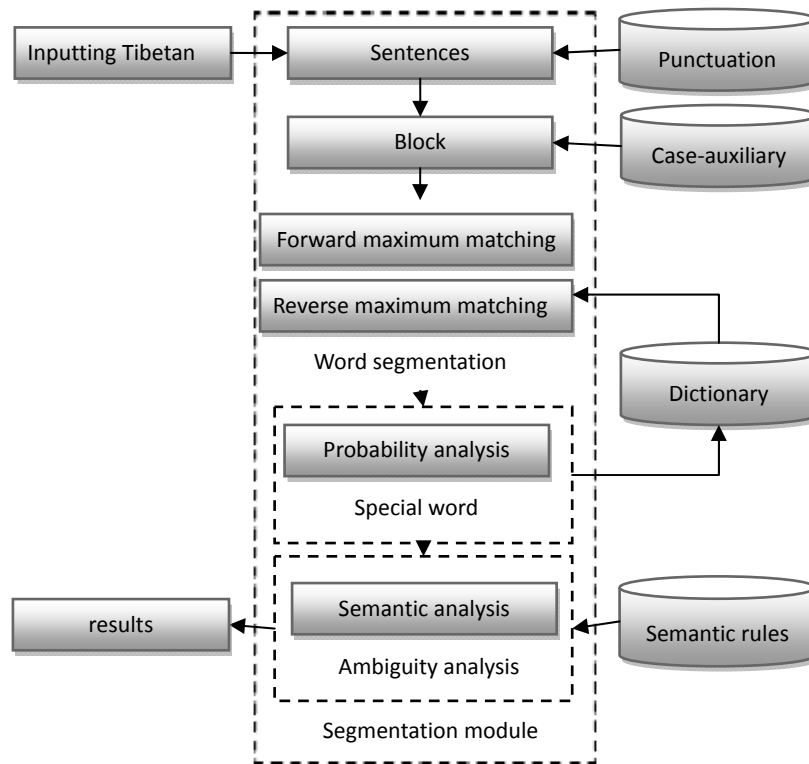 Inputting Tibetan
Sentences
Punctuation
Block
Case-auxiliary
Forward maximum matching
Reverse maximum matching
Word segmentation
Dictionary
Probability analysis
Special word
Semantic analysis
results
Semantic rules
Ambiguity analysis
Segmentation module